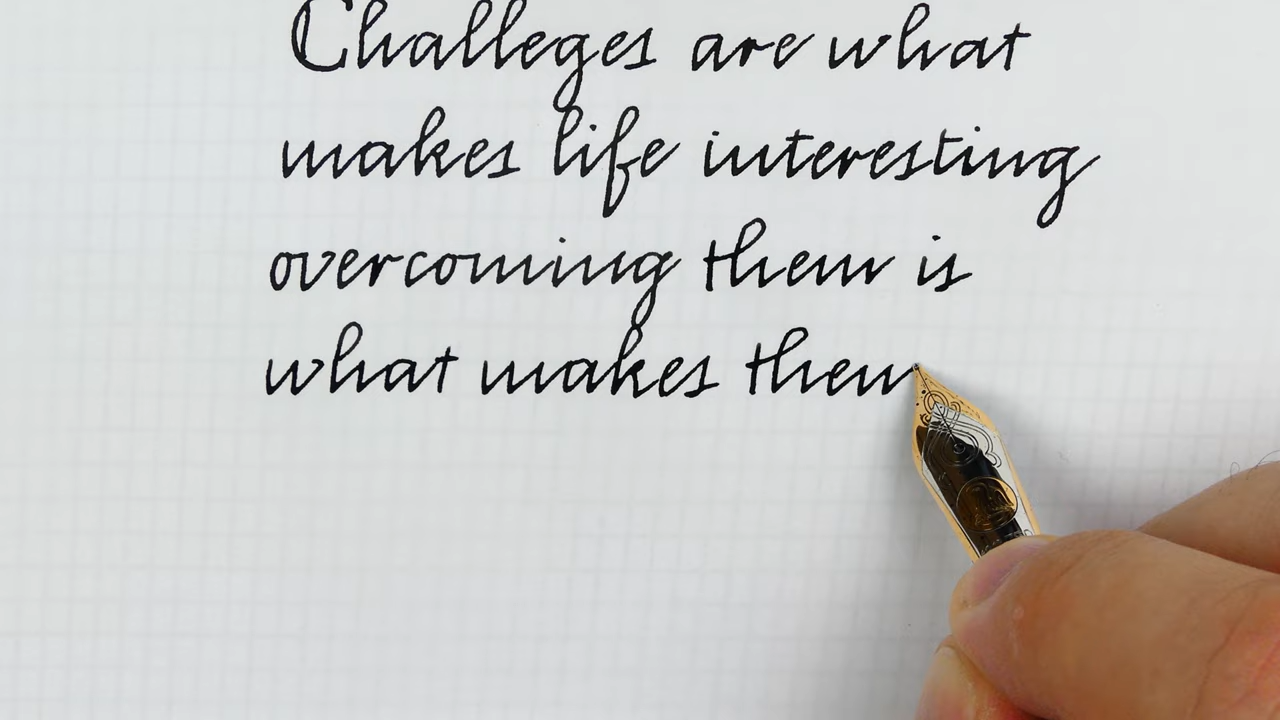 Challeges are what
makes life interesting
overcoming them is
what makes them